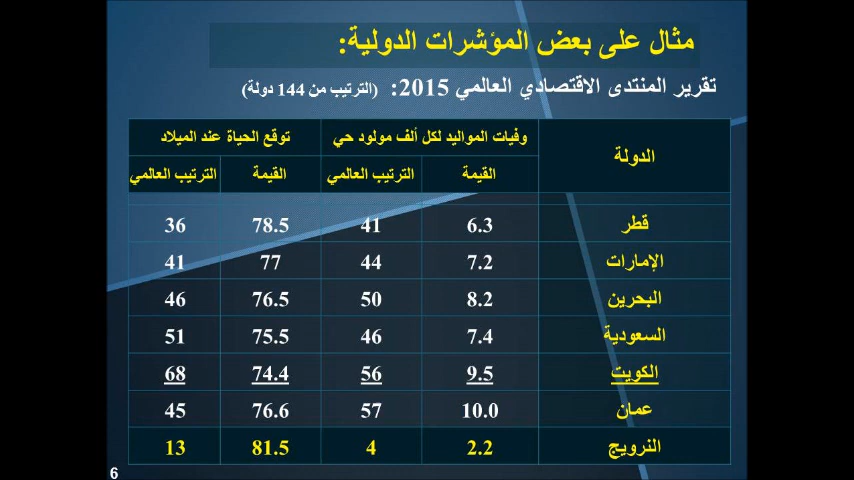 مثال على بعض المؤشرات الدولية:
تقرير المنتدى الاقتصادي العالمي 2015: (الترتيب من 144 دولة)
الدولة وفيات المواليد لكل ألف مولود حي توقع الحياة عند الميلاد
القيمة الترتيب العالمي القيمة الترتيب العالمي
قطر 6.3 41 78.5 36
الإمارات 7.2 44 77 41
البحرين 8.2 50 76.5 46
السعودية 7.4 46 75.5 51
الكويت 9.5 56 74.4 68
عمان 10.0 57 76.6 45
النرويج 2.2 4 81.5 13
6